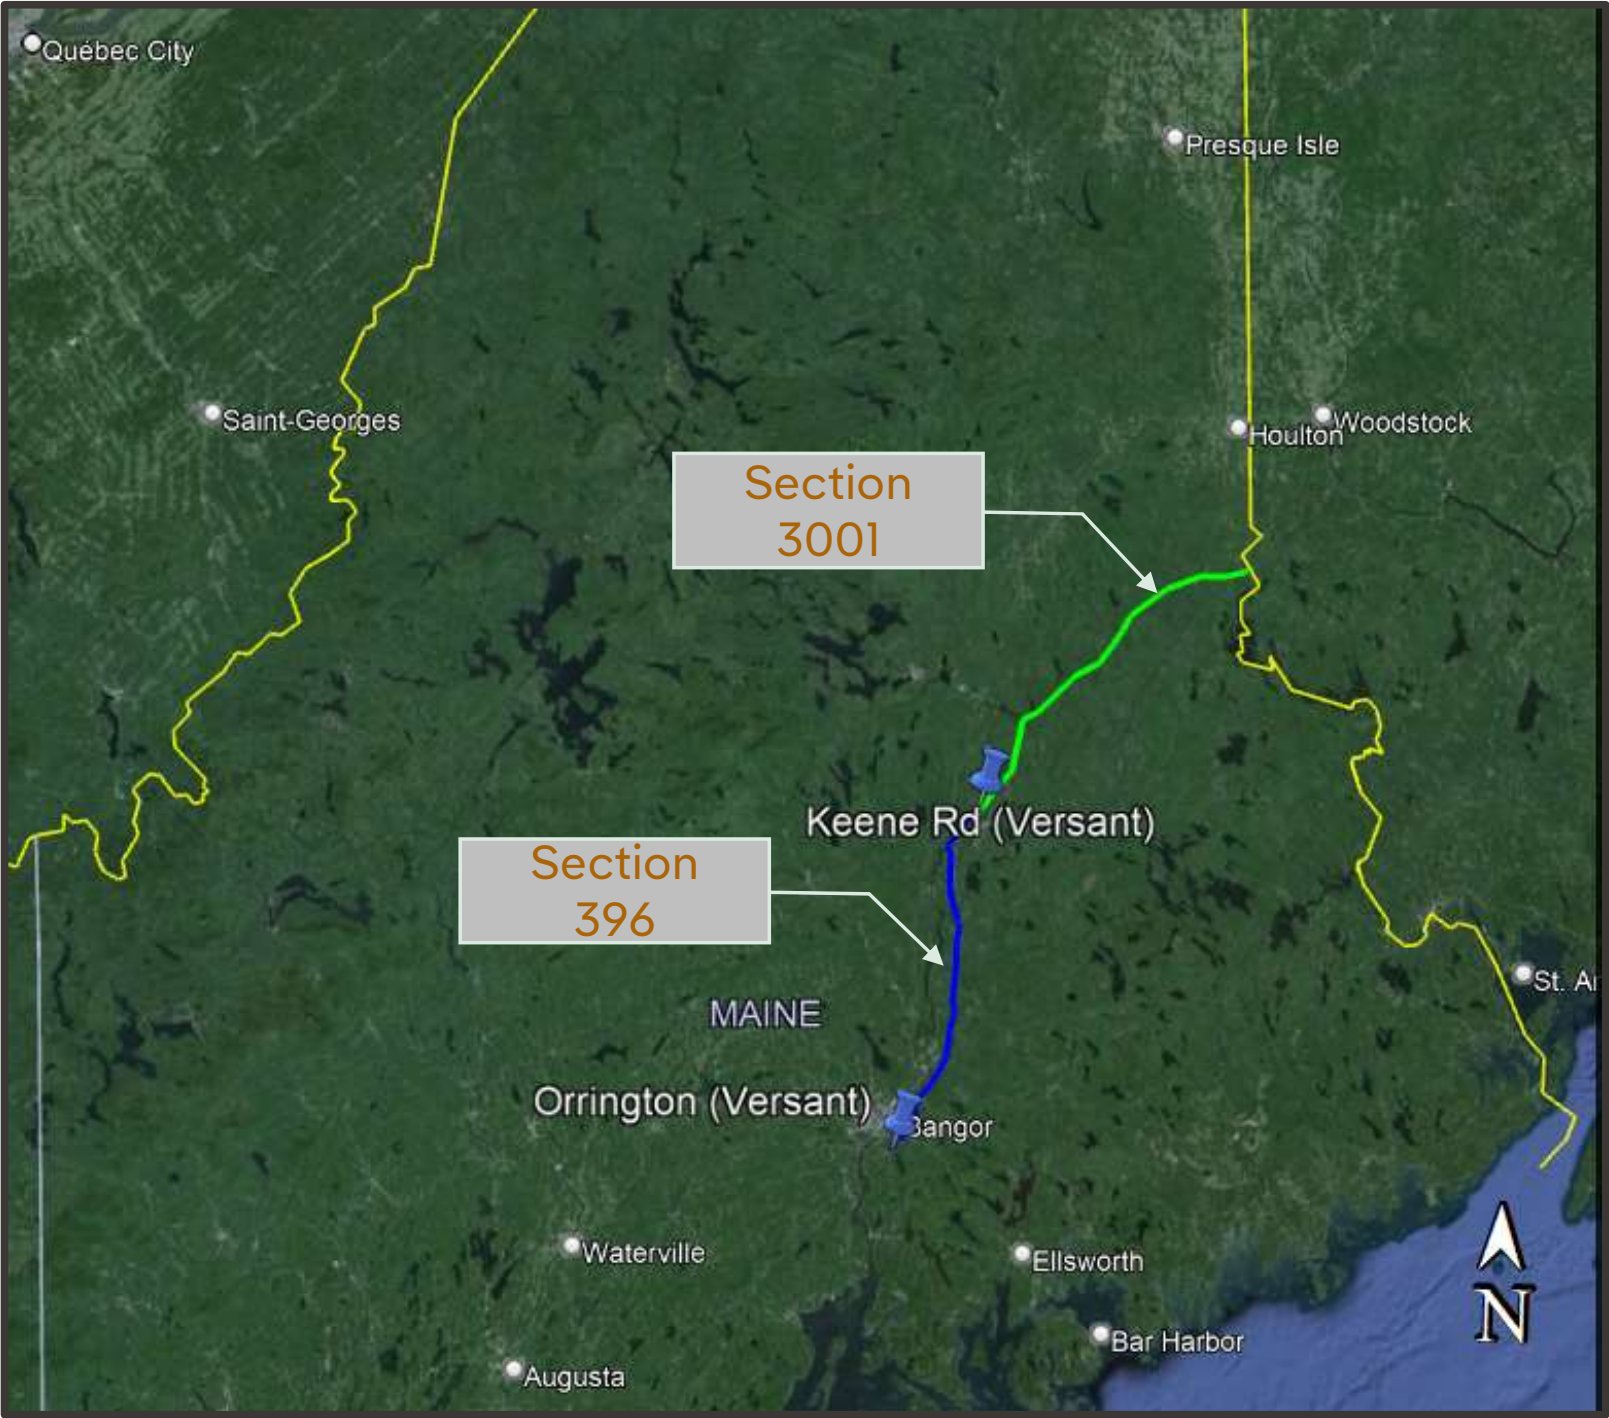 Québec City
Presque Isle
Saint-Georges
Woodstock
Houlton
Section
3001
Keene Rd (Versant)
Section
396
St. A
MAINE
Orrington (Versant)
Bangor
Waterville
Ellsworth
N
Bar Harbor
Augusta